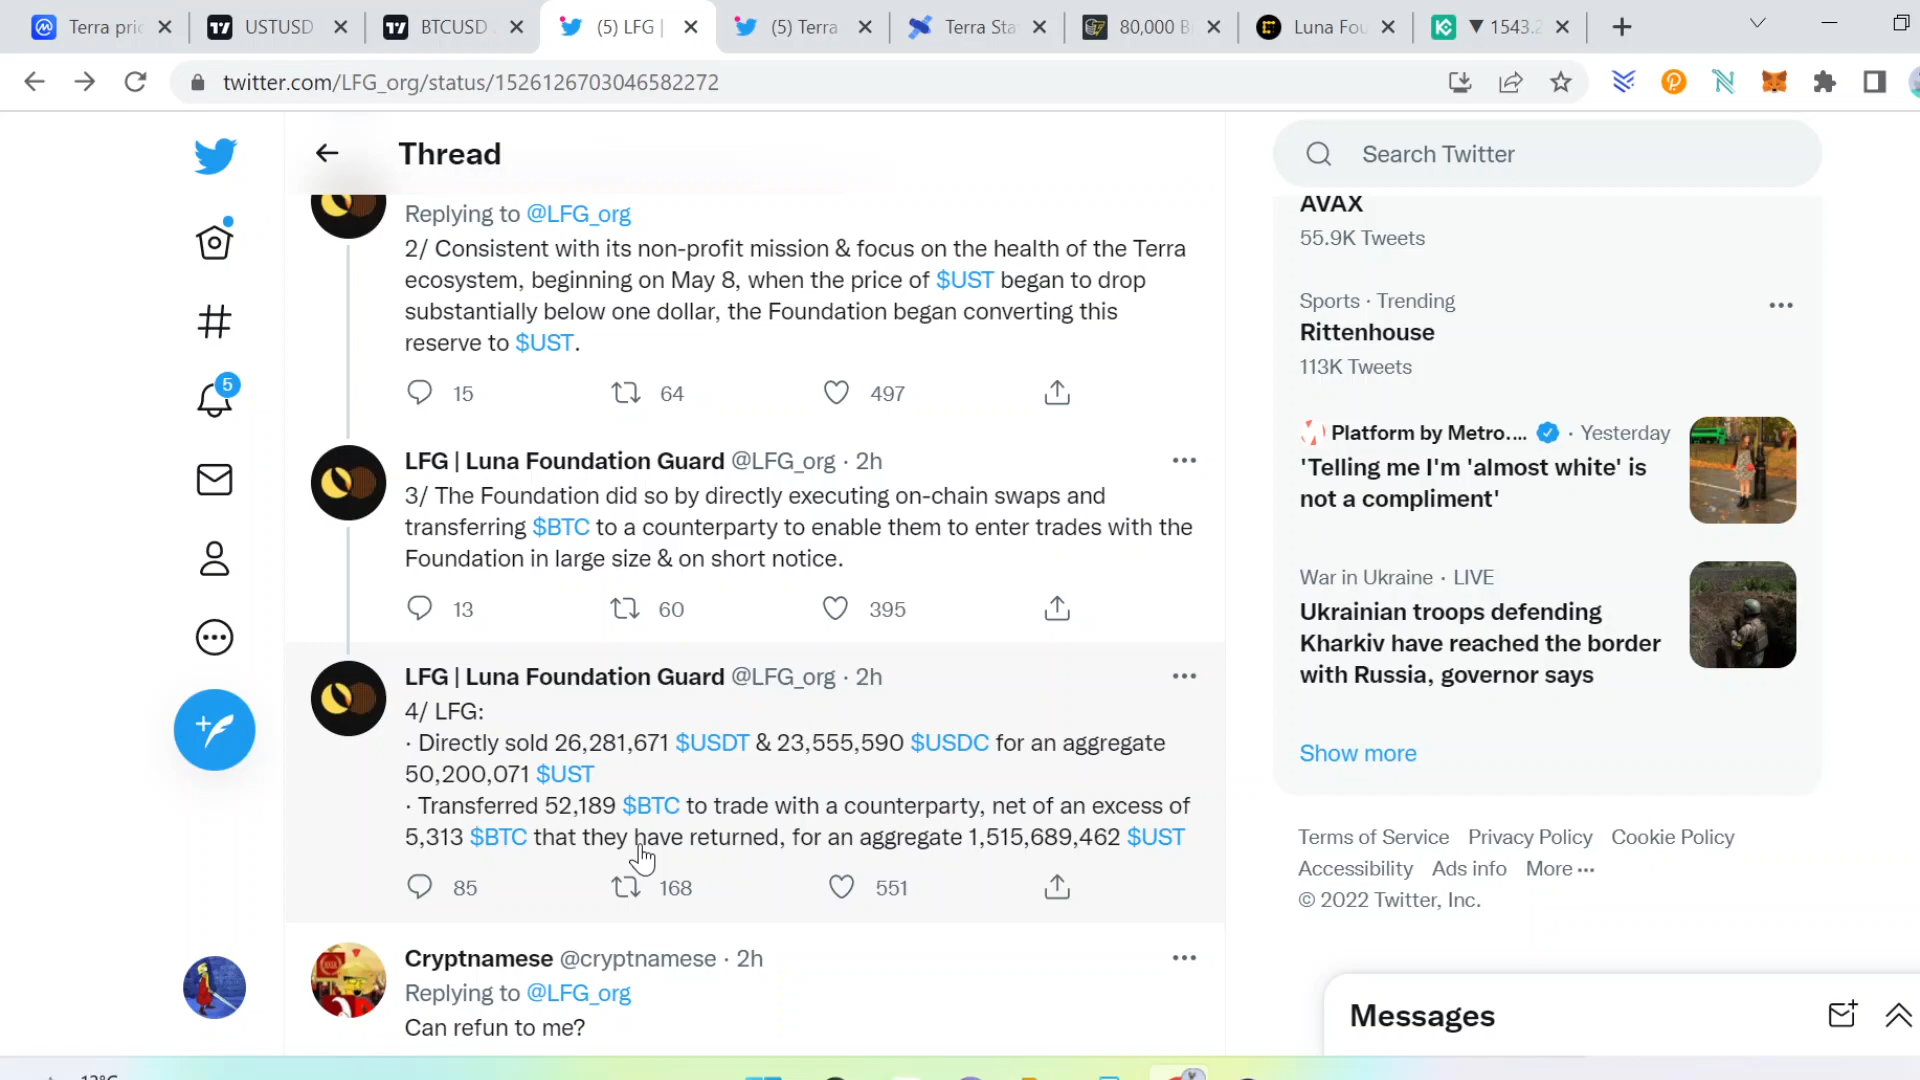 Terra pric
USTUSD
BTCUSD
(5) LFG |
(5) Terra
Terra Sta
80,000 B
Luna Fou
▼ 1543.2
twitter.com/LFG_org/status/1526126703046582272
Thread
Search Twitter
Replying to @LFG_org
2/ Consistent with its non-profit mission & focus on the health of the Terra
ecosystem, beginning on May 8, when the price of $UST began to drop
substantially below one dollar, the Foundation began converting this
reserve to $UST.
15 64 497
5
LFG | Luna Foundation Guard @LFG_org · 2h
3/ The Foundation did so by directly executing on-chain swaps and
transferring $BTC to a counterparty to enable them to enter trades with the
Foundation in large size & on short notice.
13 60 395
LFG | Luna Foundation Guard @LFG_org · 2h
4/ LFG:
· Directly sold 26,281,671 $USDT & 23,555,590 $USDC for an aggregate
50,200,071 $UST
· Transferred 52,189 $BTC to trade with a counterparty, net of an excess of
5,313 $BTC that they have returned, for an aggregate 1,515,689,462 $UST
85 168 551
Cryptnamese @cryptnamese · 2h
Replying to @LFG_org
Can refun to me?
AVAX
55.9K Tweets
Sports · Trending
Rittenhouse
113K Tweets
Platform by Metro.... · Yesterday
'Telling me I'm 'almost white' is
not a compliment'
War in Ukraine · LIVE
Ukrainian troops defending
Kharkiv have reached the border
with Russia, governor says
Show more
Terms of Service Privacy Policy Cookie Policy
Accessibility Ads info More ···
© 2022 Twitter, Inc.
Messages